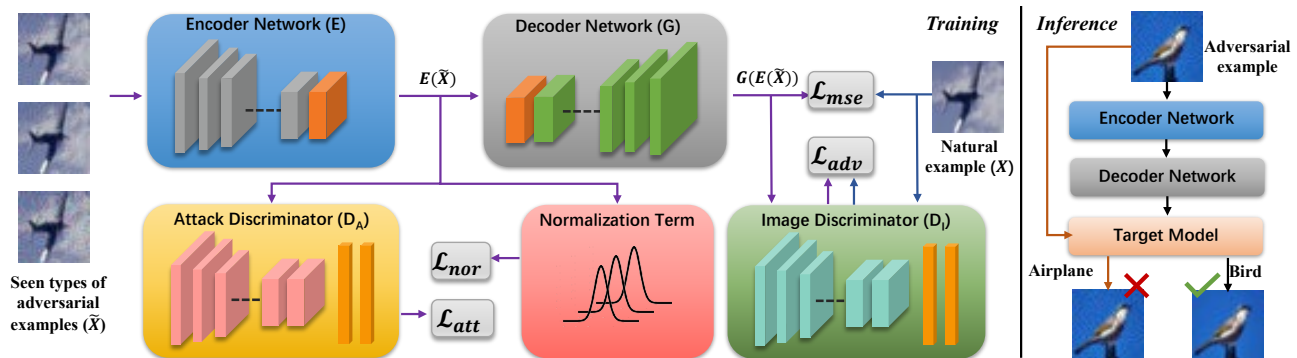 Encoder Network (E)
Decoder Network (G)
Training
Inference
Adversarial
example
E(X̃)
G(E(X̃))
ℒmse
Natural
example (X)
ℒadv
Encoder Network
Decoder Network
Target Model
Attack Discriminator (DA)
Normalization Term
Image Discriminator (DI)
ℒnor
ℒatt
Seen types of
adversarial
examples (X̃)
Airplane
Bird